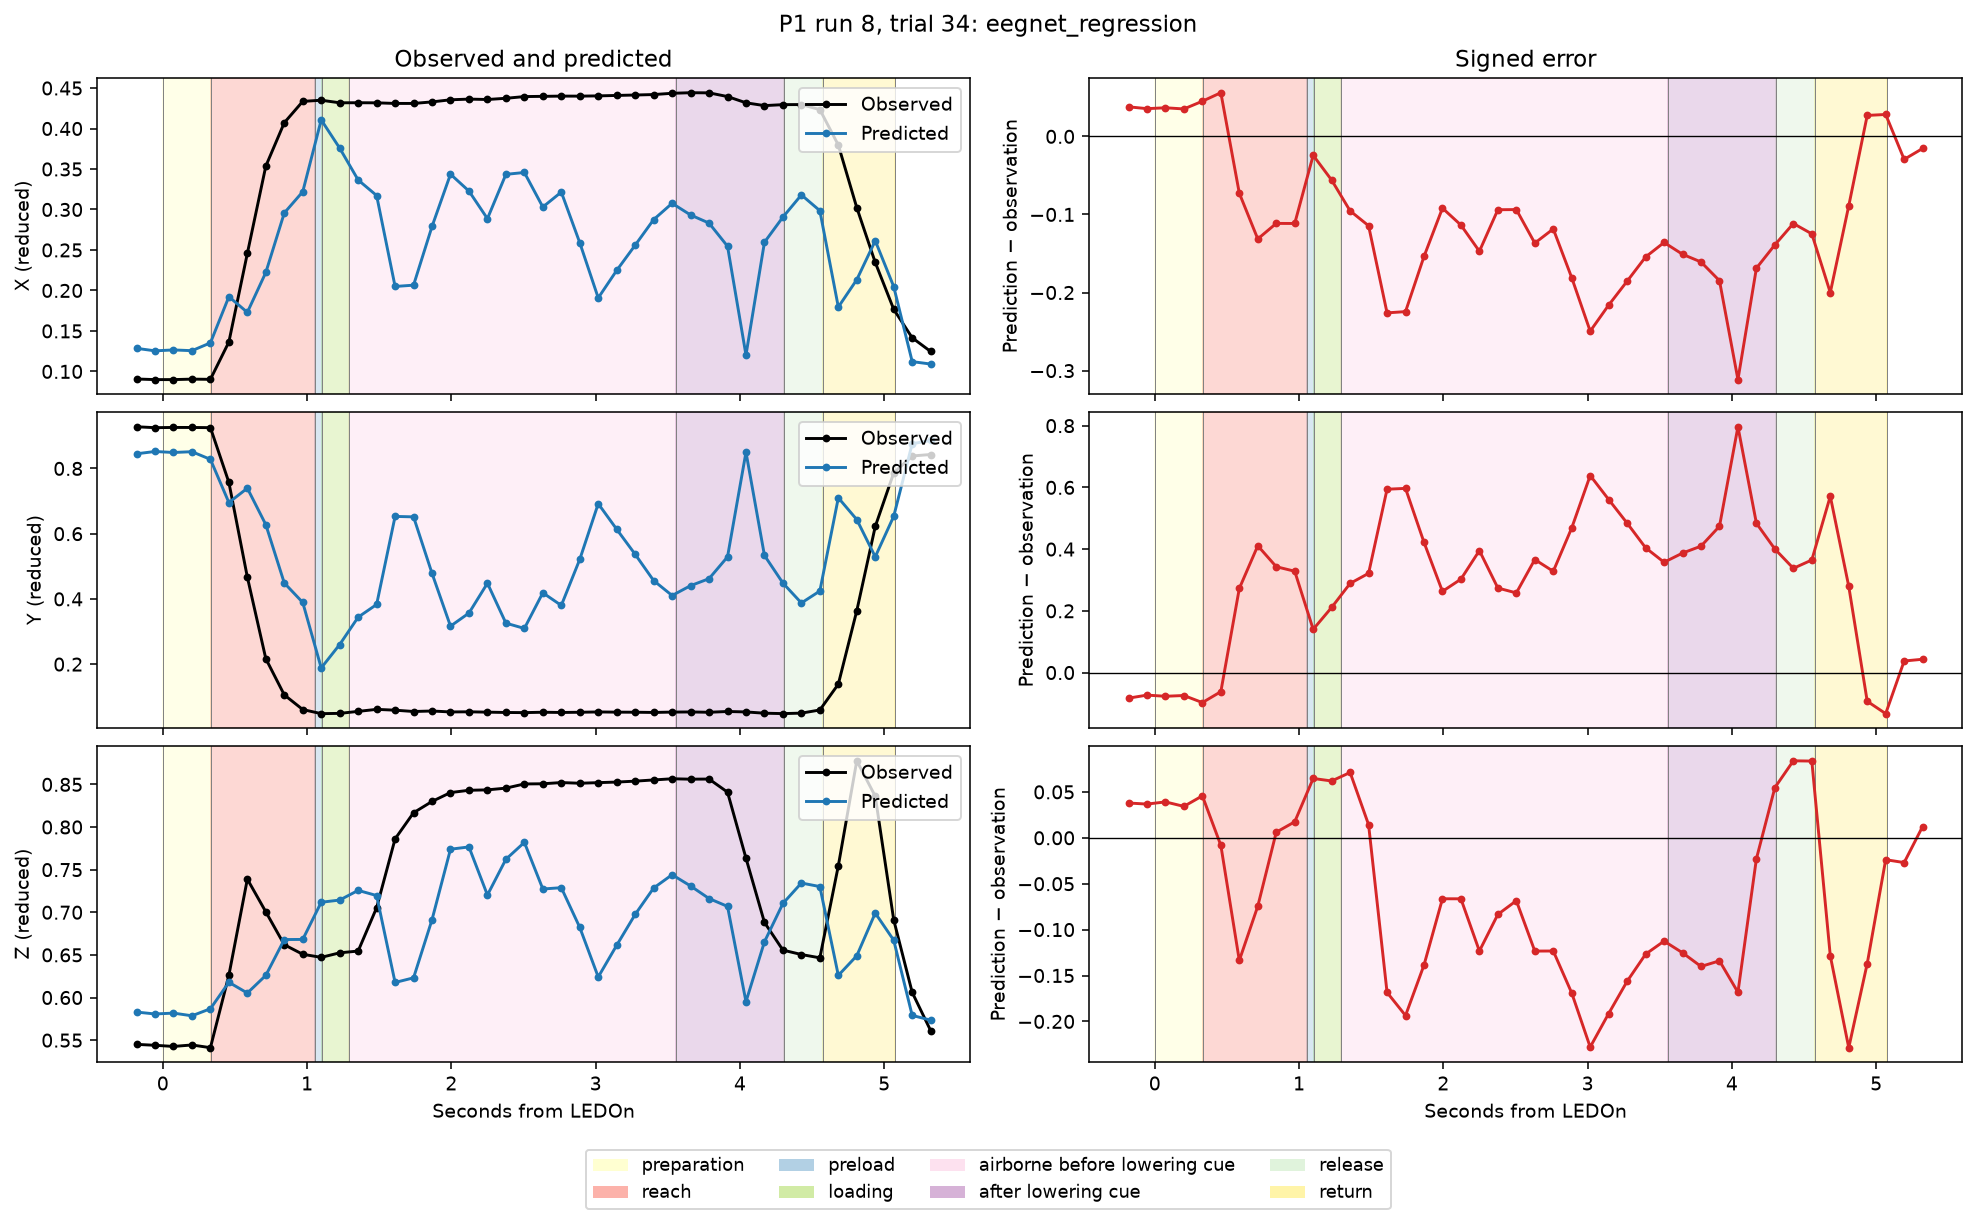 P1 run 8, trial 34: eegnet_regression
Observed and predicted
Signed error
X (reduced)
0.45
0.40
0.35
0.30
0.25
0.20
0.15
0.10
Observed
Predicted
Prediction − observation
0.0
−0.1
−0.2
−0.3
Y (reduced)
0.8
0.6
0.4
0.2
Observed
Predicted
Prediction − observation
0.8
0.6
0.4
0.2
0.0
Z (reduced)
0.85
0.80
0.75
0.70
0.65
0.60
0.55
Observed
Predicted
0 1 2 3 4 5
Seconds from LEDOn
Prediction − observation
0.05
0.00
−0.05
−0.10
−0.15
−0.20
0 1 2 3 4 5
Seconds from LEDOn
preparation preload airborne before lowering cue release
reach loading after lowering cue return